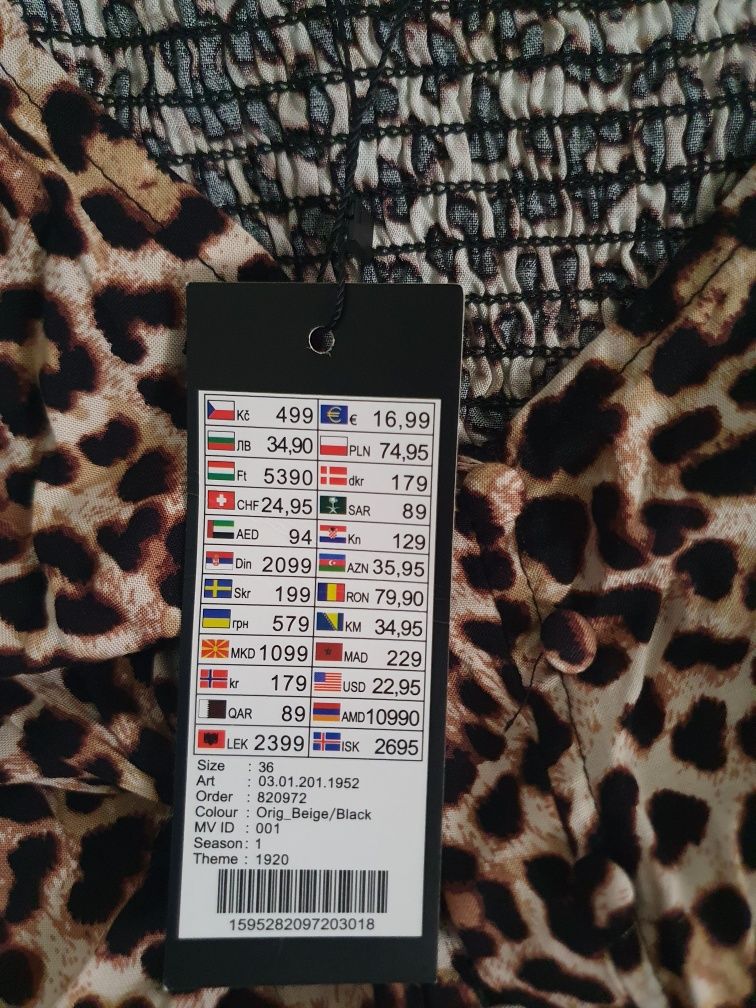 Kč 499 € 16,99
ЛВ 34,90 PLN 74,95
Ft 5390 dkr 179
CHF 24,95 SAR 89
AED 94 Kn 129
Din 2099 AZN 35,95
Skr 199 RON 79,90
грн 579 KM 34,95
MKD 1099 MAD 229
kr 179 USD 22,95
QAR 89 AMD 10990
LEK 2399 ISK 2695
Size : 36
Art : 03.01.201.1952
Order : 820972
Colour : Orig_Beige/Black
MV ID : 001
Season : 1
Theme : 1920
1595282097203018